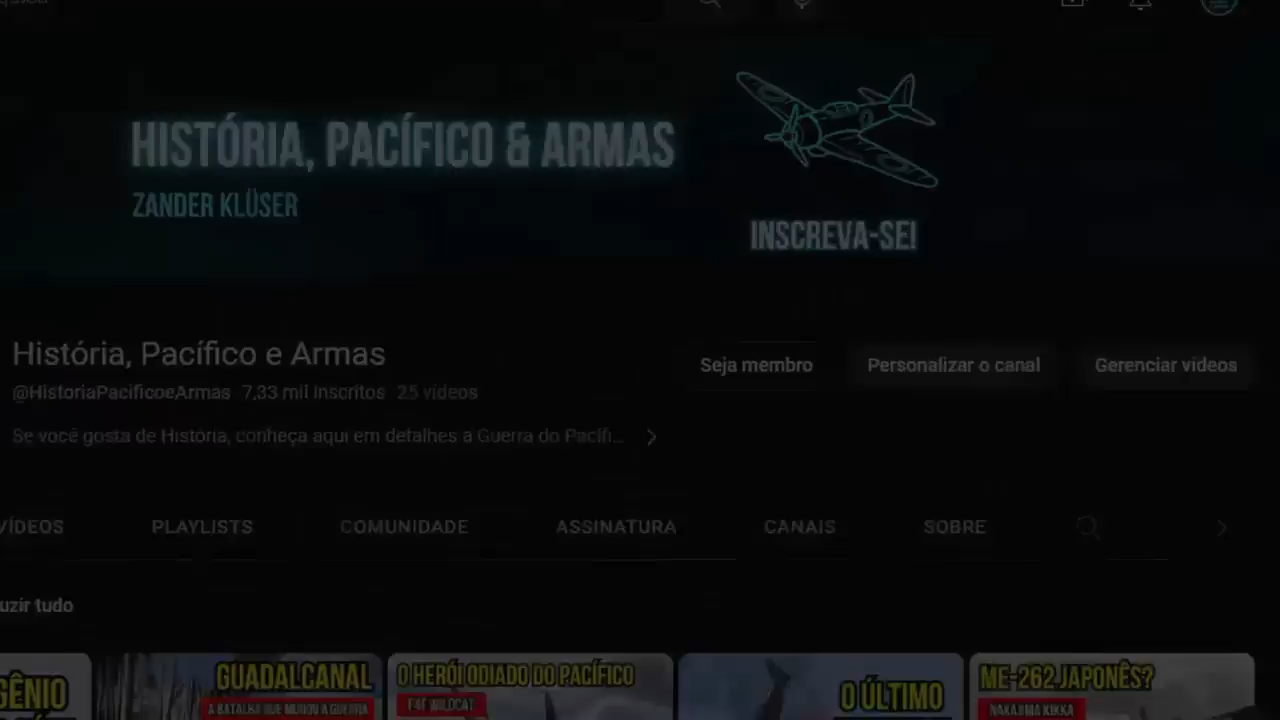 HISTÓRIA, PACÍFICO & ARMAS
ZANDER KLÜSER
INSCREVA-SE!
História, Pacífico e Armas
@HistoriaPacificoeArmas 7,33 mil inscritos 25 vídeos
Se você gosta de História, conheça aqui em detalhes a Guerra do Pacífi...
Seja membro
Personalizar o canal
Gerenciar vídeos
VÍDEOS PLAYLISTS COMUNIDADE ASSINATURA CANAIS SOBRE
uzir tudo
GÊNIO
GUADALCANAL
A BATALHA QUE MUDOU A GUERRA
O HERÓI ODIADO DO PACÍFICO
F4F WILDCAT
O ÚLTIMO
ME-262 JAPONÊS?
NAKAJIMA KIKKA